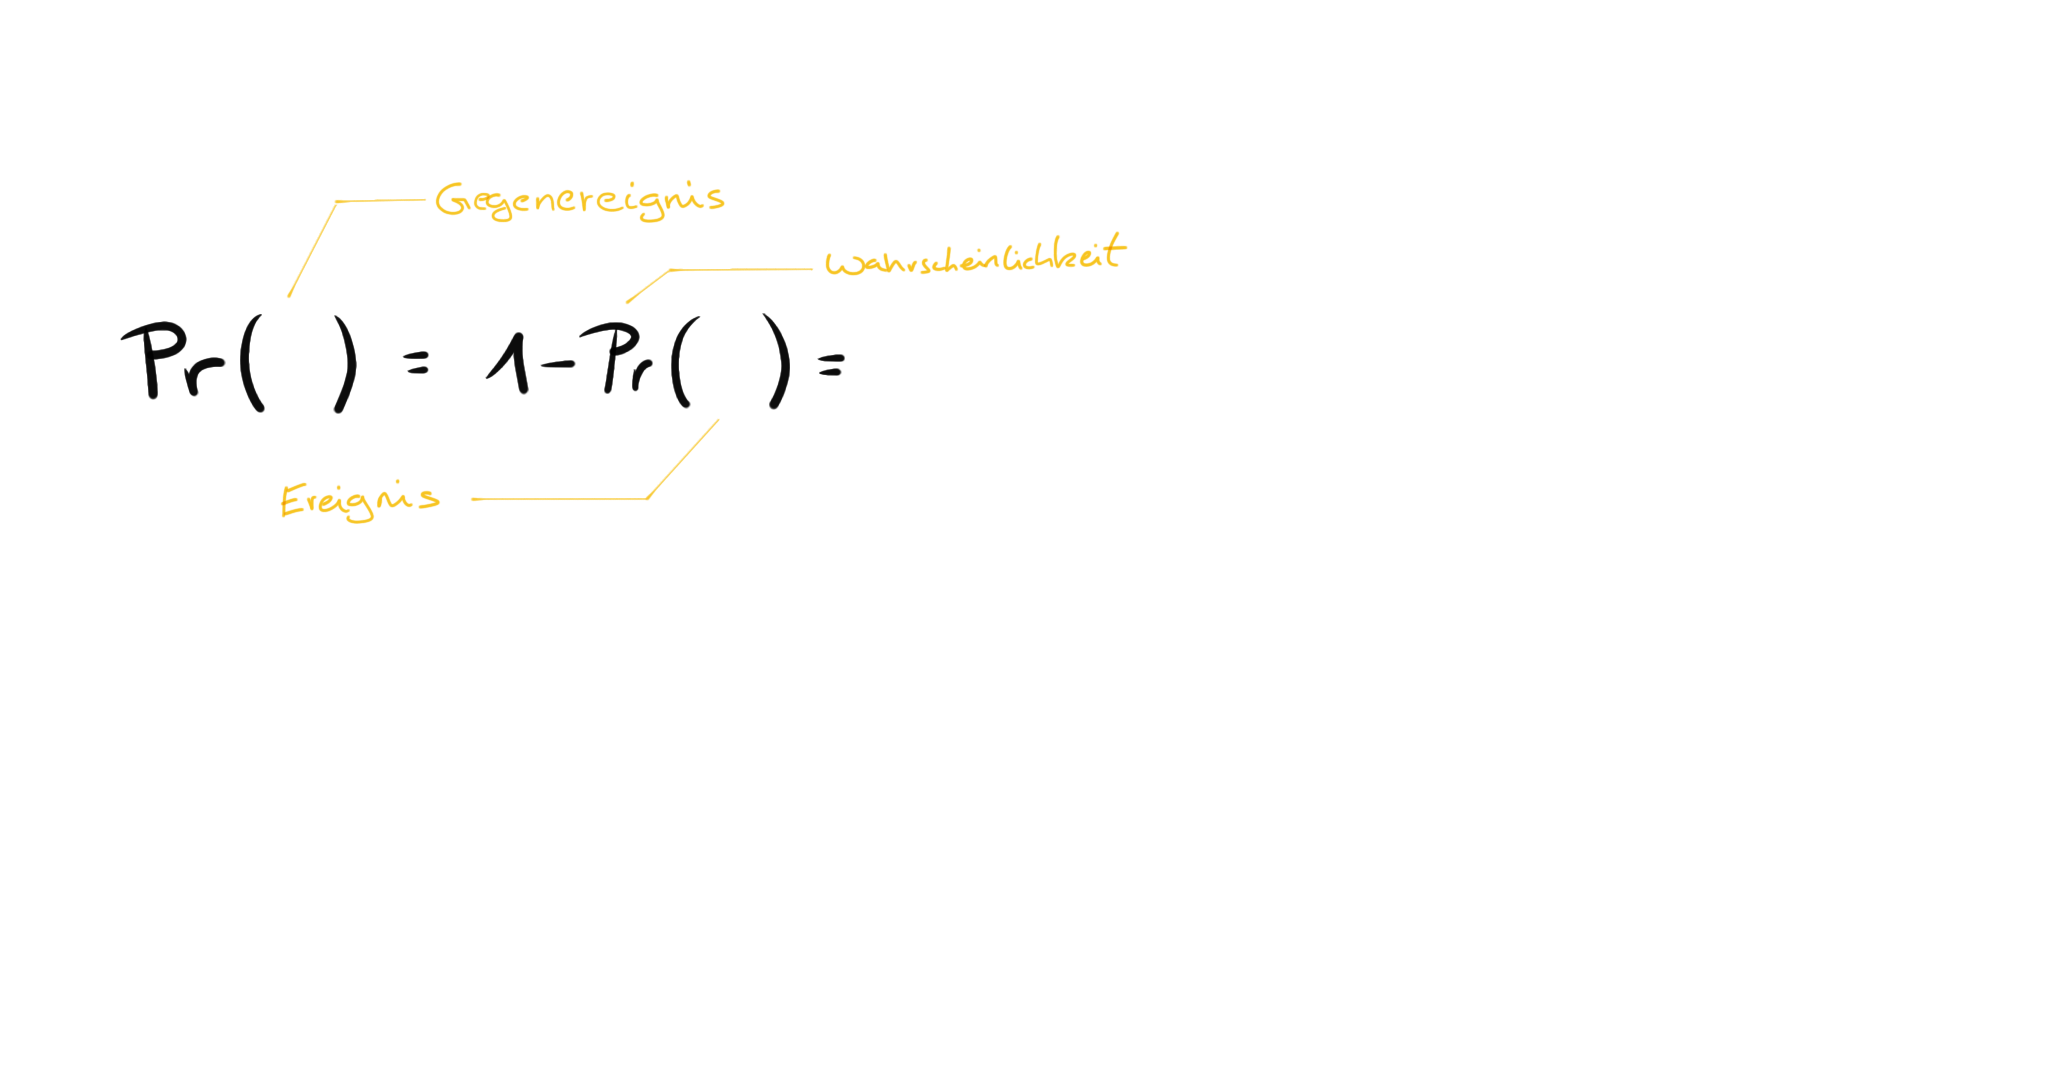 Gegenereignis
Wahrscheinlichkeit
Pr( ) = 1-Pr( ) =
Ereignis